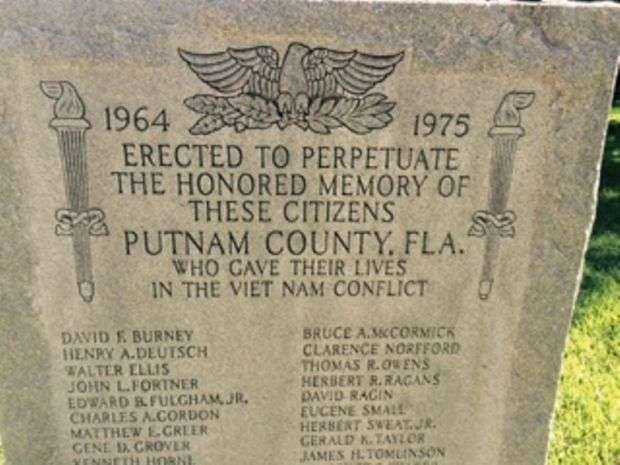 1964 1975
ERECTED TO PERPETUATE
THE HONORED MEMORY OF
THESE CITIZENS
PUTNAM COUNTY, FLA.
WHO GAVE THEIR LIVES
IN THE VIET NAM CONFLICT
DAVID F. BURNEY
HENRY A. DEUTSCH
WALTER ELLIS
JOHN L. FORTNER
EDWARD B. FULGHAM, JR.
CHARLES A. GORDON
MATTHEW E. GREER
GENE D. GROVER
KENNETH HORNE
BRUCE A. McCORMICK
CLARENCE NORFFORD
THOMAS R. OWENS
HERBERT R. RAGANS
DAVID RAGIN
EUGENE SMALL
HERBERT SWEAT, JR.
GERALD K. TAYLOR
JAMES H. TOMLINSON